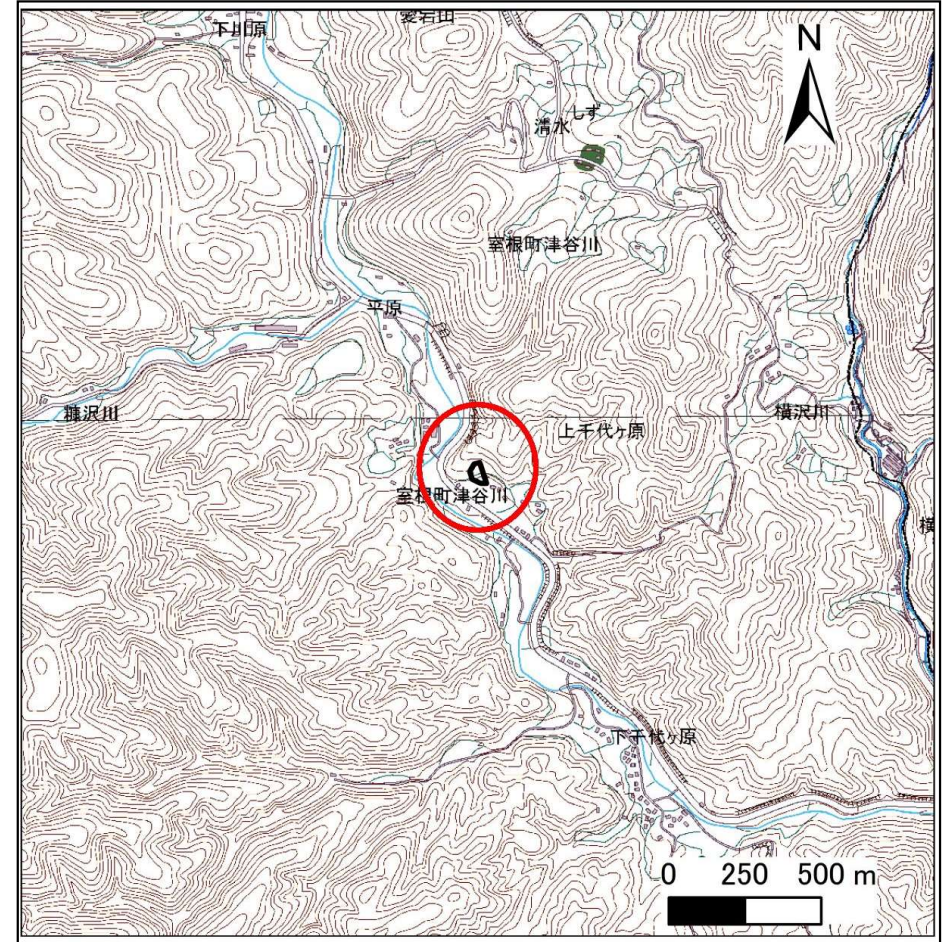 下川原
愛宕山
N
しず
清水
室根町津谷川
平原
糠沢川
上千代ヶ原
横沢川
室根町津谷川
横
下千代ヶ原
0 250 500 m